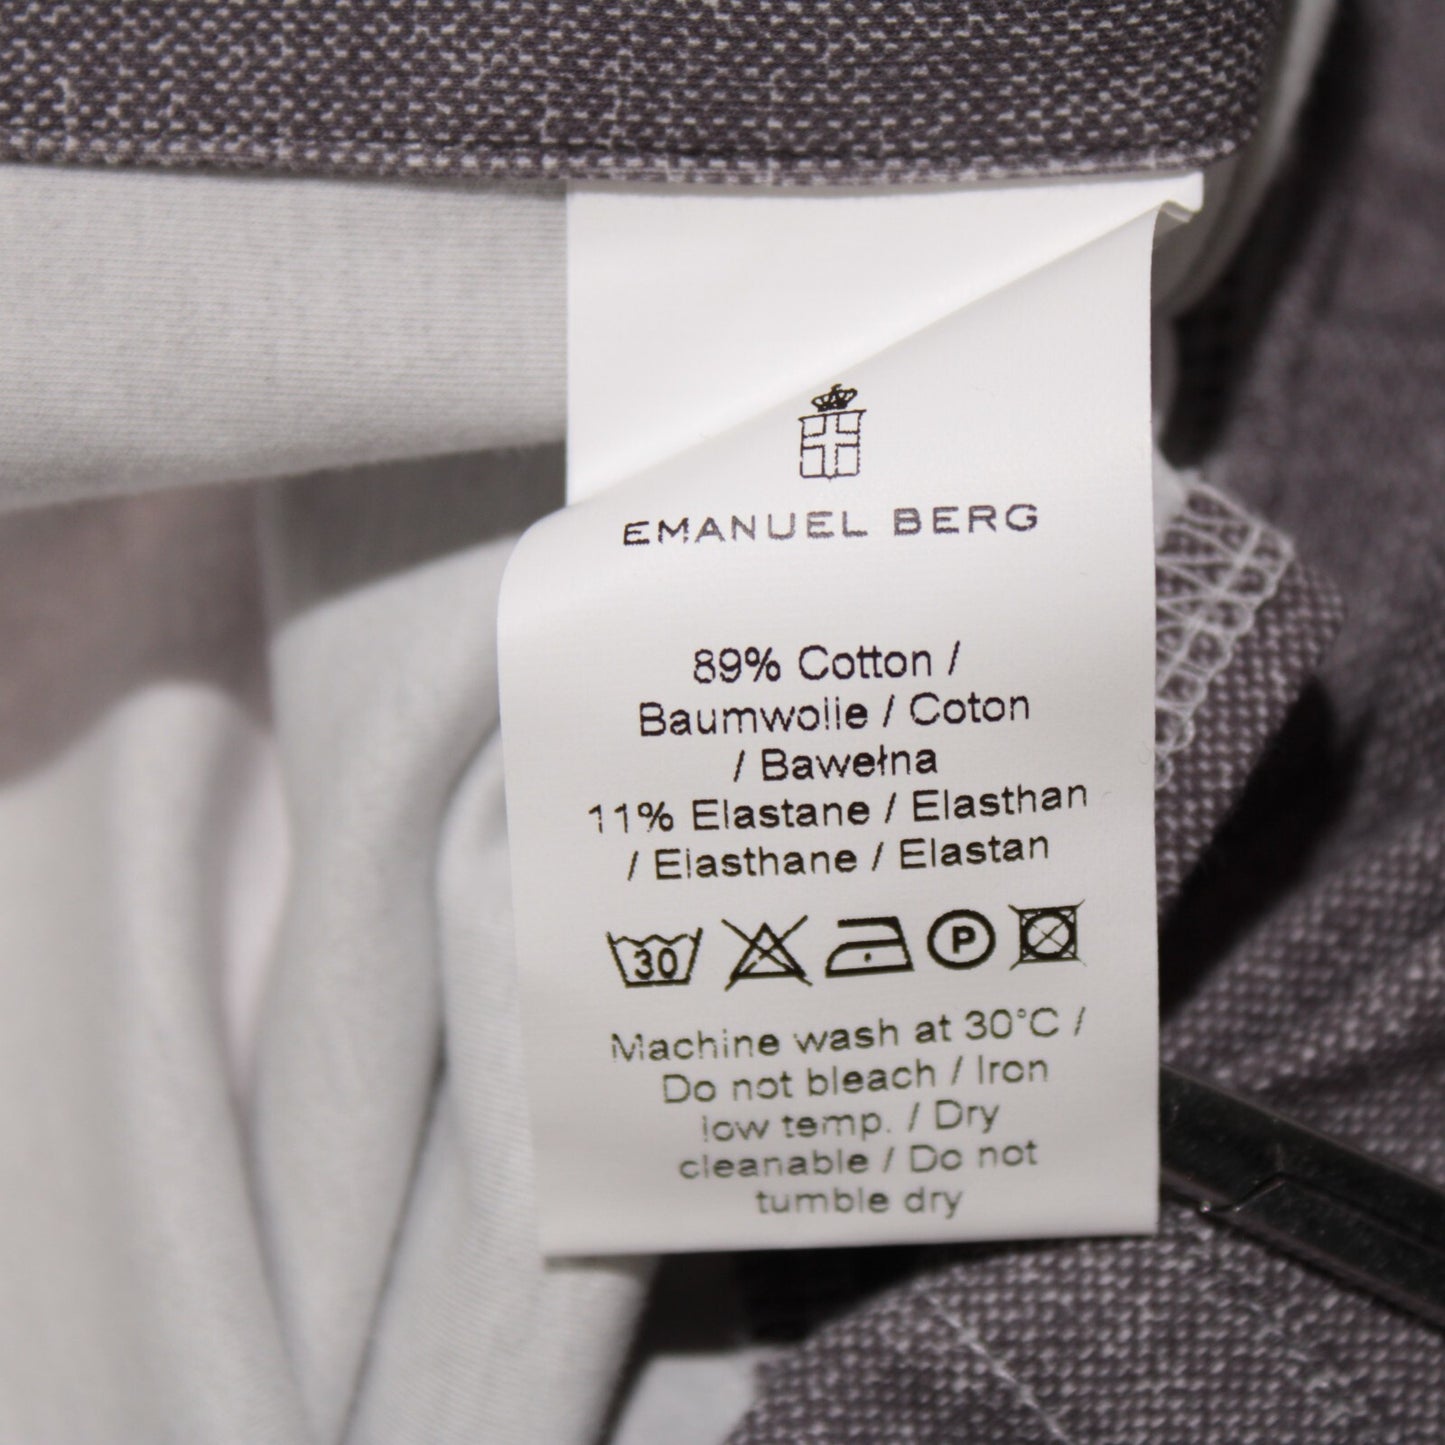 EMANUEL BERG
89% Cotton /
Baumwolle / Coton
/ Bawełna
11% Elastane / Elasthan
/ Elasthane / Elastan
30 P
Machine wash at 30°C /
Do not bleach / Iron
low temp. / Dry
cleanable / Do not
tumble dry